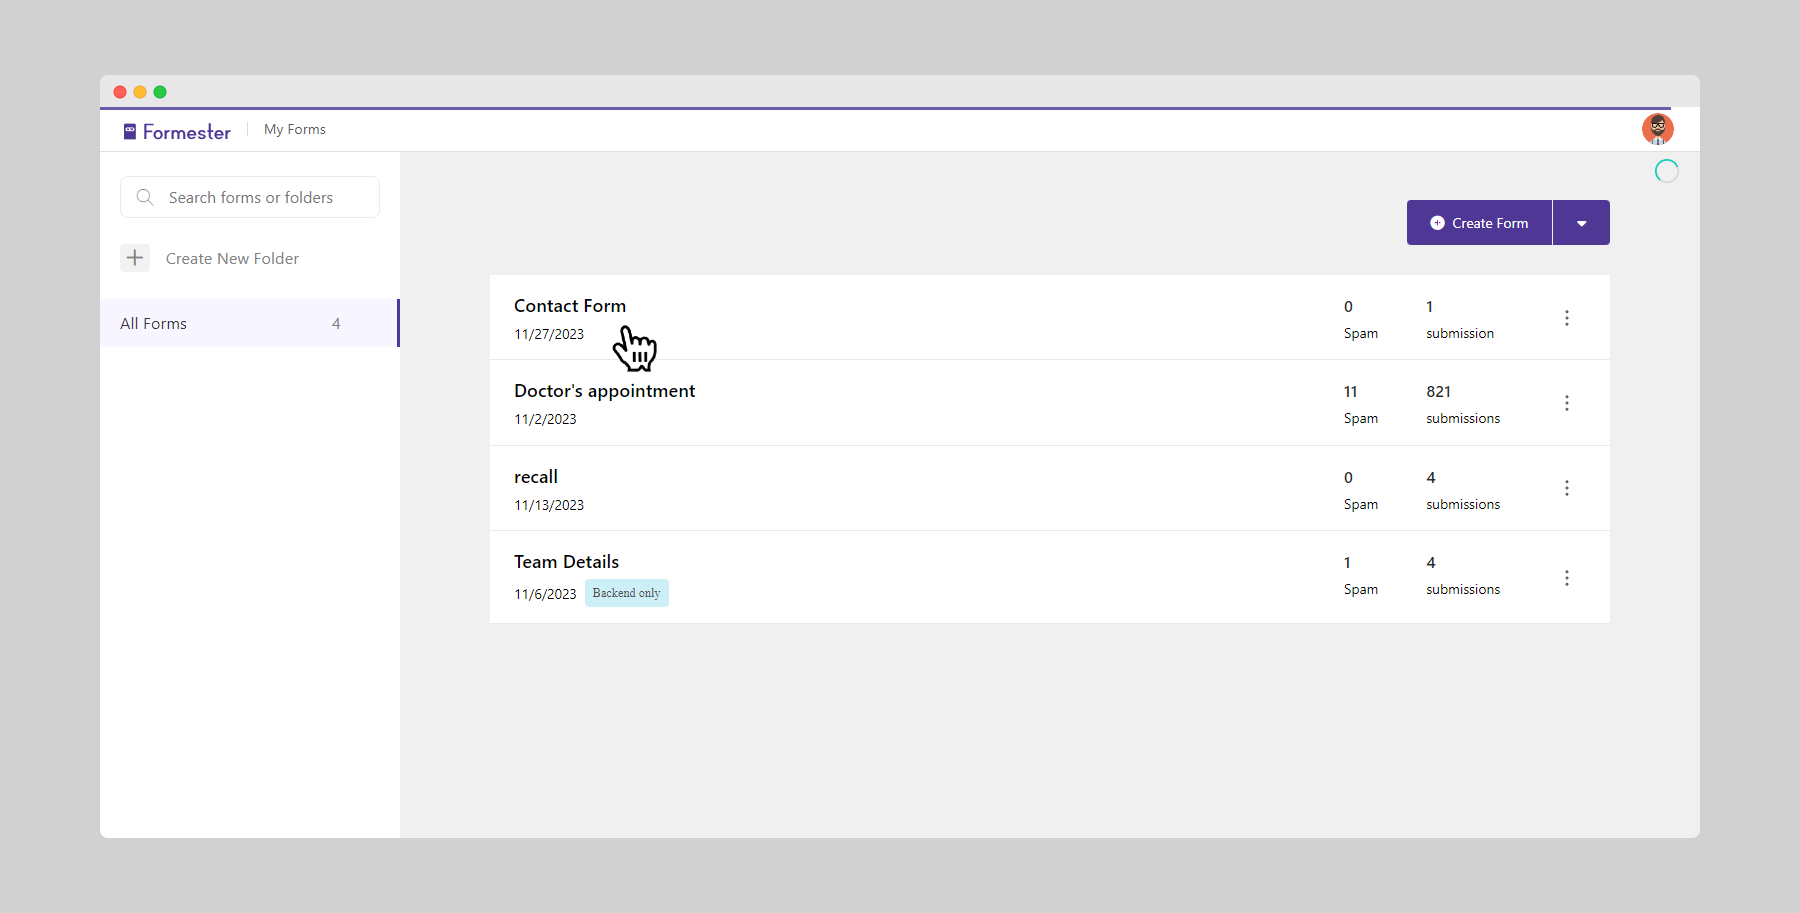 Formester
My Forms
Search forms or folders
Create New Folder
All Forms 4
Create Form
Contact Form
11/27/2023
0
Spam
1
submission
Doctor's appointment
11/2/2023
11
Spam
821
submissions
recall
11/13/2023
0
Spam
4
submissions
Team Details
11/6/2023 Backend only
1
Spam
4
submissions